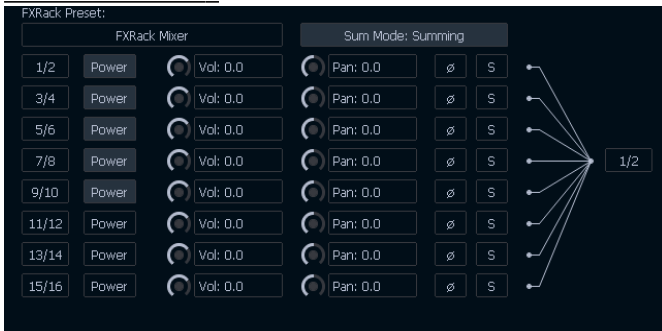 FXRack Preset:
FXRack Mixer Sum Mode: Summing
1/2 Power Vol: 0.0 Pan: 0.0 ø S
3/4 Power Vol: 0.0 Pan: 0.0 ø S
5/6 Power Vol: 0.0 Pan: 0.0 ø S
7/8 Power Vol: 0.0 Pan: 0.0 ø S 1/2
9/10 Power Vol: 0.0 Pan: 0.0 ø S
11/12 Power Vol: 0.0 Pan: 0.0 ø S
13/14 Power Vol: 0.0 Pan: 0.0 ø S
15/16 Power Vol: 0.0 Pan: 0.0 ø S